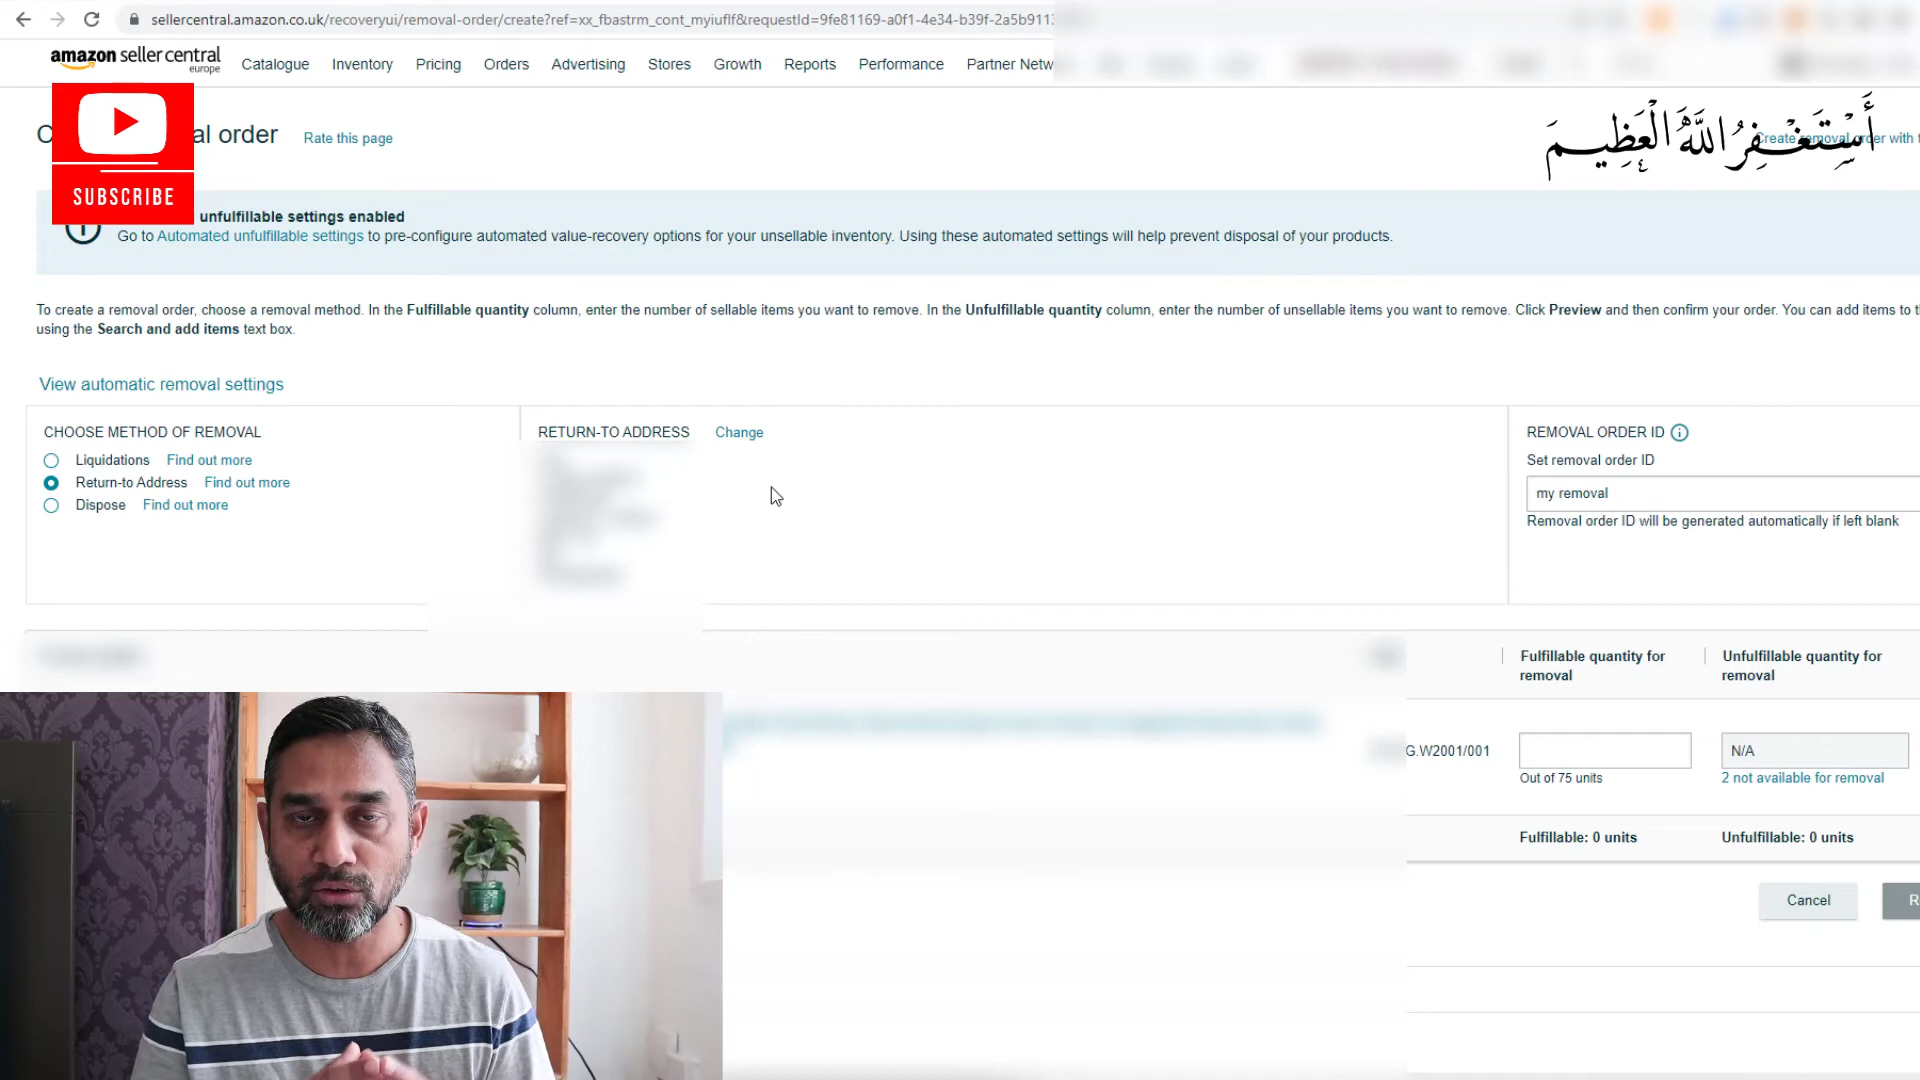 sellercentral.amazon.co.uk/recoveryui/removal-order/create?ref=xx_fbastrm_cont_myiuflf&requestId=9fe81169-a0f1-4e34-b39f-2a5b9113
amazon seller central
europe
Catalogue Inventory Pricing Orders Advertising Stores Growth Reports Performance Partner Netw
SUBSCRIBE
al order Rate this page
Create removal order with
أَسْتَغْفِرُ اللَّهَ الْعَظِيمَ
unfulfillable settings enabled
Go to Automated unfulfillable settings to pre-configure automated value-recovery options for your unsellable inventory. Using these automated settings will help prevent disposal of your products.
To create a removal order, choose a removal method. In the Fulfillable quantity column, enter the number of sellable items you want to remove. In the Unfulfillable quantity column, enter the number of unsellable items you want to remove. Click Preview and then confirm your order. You can add items to
using the Search and add items text box.
View automatic removal settings
CHOOSE METHOD OF REMOVAL
Liquidations Find out more
Return-to Address Find out more
Dispose Find out more
RETURN-TO ADDRESS Change
REMOVAL ORDER ID
Set removal order ID
my removal
Removal order ID will be generated automatically if left blank
Fulfillable quantity for removal
Unfulfillable quantity for removal
G.W2001/001
Out of 75 units
N/A
2 not available for removal
Fulfillable: 0 units Unfulfillable: 0 units
Cancel